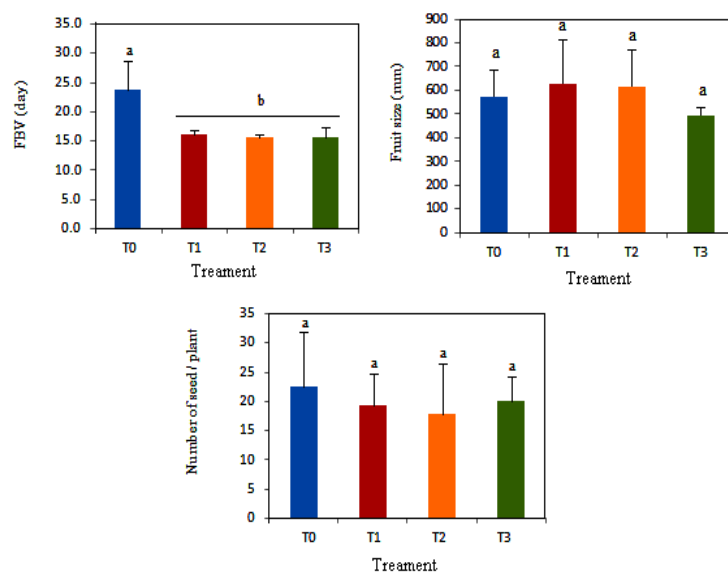 FBV (day)
35.0
30.0
25.0
20.0
15.0
10.0
5.0
0.0
a
b
T0 T1 T2 T3
Treament
Fruit size (mm)
900
800
700
600
500
400
300
200
100
0
a a a a
T0 T1 T2 T3
Treament
Number of seed / plant
35
30
25
20
15
10
5
0
a a a a
T0 T1 T2 T3
Treament